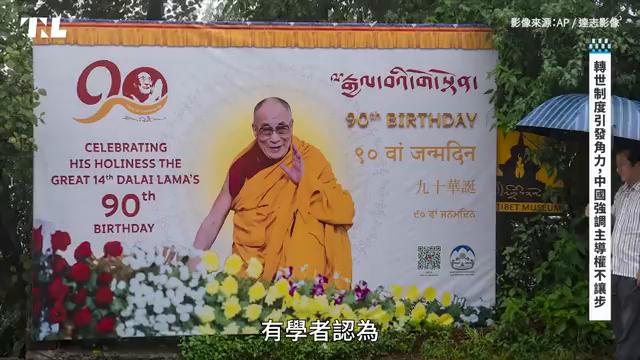 TNL
影像來源：AP / 達志影像
90
CELEBRATING
HIS HOLINESS THE
GREAT 14th DALAI LAMA'S
90th
BIRTHDAY
90th BIRTHDAY
९० वां जन्मदिन
九十華誕
TIBET MUSEUM
轉世制度引發角力，中國強調主導權不讓步
TNL
有學者認為